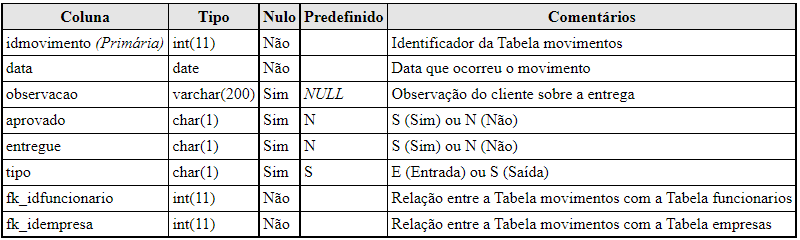 Coluna Tipo Nulo Predefinido Comentários
idmovimento (Primária) int(11) Não Identificador da Tabela movimentos
data date Não Data que ocorreu o movimento
observacao varchar(200) Sim NULL Observação do cliente sobre a entrega
aprovado char(1) Sim N S (Sim) ou N (Não)
entregue char(1) Sim N S (Sim) ou N (Não)
tipo char(1) Sim S E (Entrada) ou S (Saída)
fk_idfuncionario int(11) Não Relação entre a Tabela movimentos com a Tabela funcionarios
fk_idempresa int(11) Não Relação entre a Tabela movimentos com a Tabela empresas